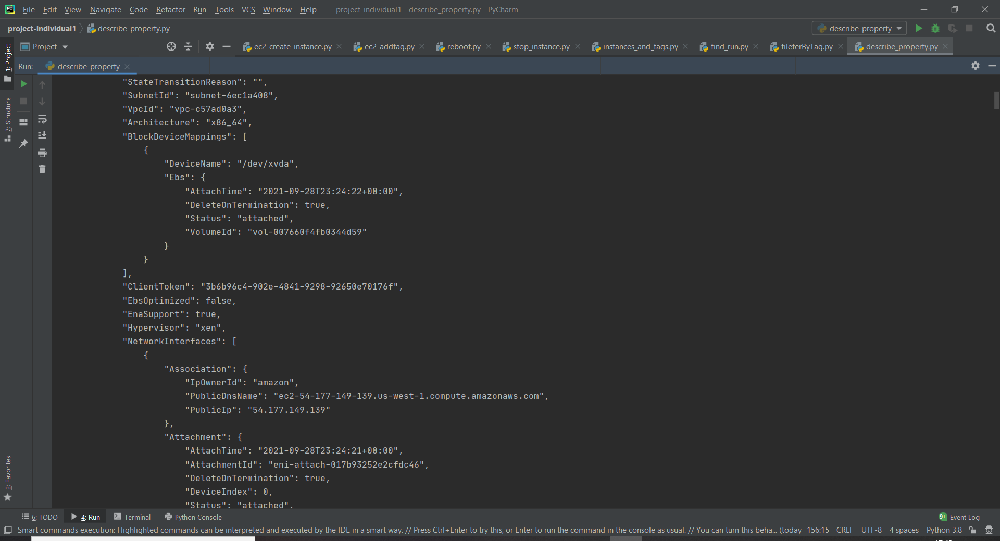 File Edit View Navigate Code Refactor Run Tools VCS Window Help project-individual1 - describe_property.py - PyCharm
project-individual1 describe_property.py describe_property
Project ec2-create-instance.py ec2-addtag.py reboot.py stop_instance.py instances_and_tags.py find_run.py fileterByTag.py describe_property.py
Run: describe_property
1: Project
7: Structure
2: Favorites
"StateTransitionReason": "",
"SubnetId": "subnet-6ec1a408",
"VpcId": "vpc-c57ad0a3",
"Architecture": "x86_64",
"BlockDeviceMappings": [
{
"DeviceName": "/dev/xvda",
"Ebs": {
"AttachTime": "2021-09-28T23:24:22+00:00",
"DeleteOnTermination": true,
"Status": "attached",
"VolumeId": "vol-007660f4fb0344d59"
}
}
],
"ClientToken": "3b6b96c4-902e-4841-9298-92650e70176f",
"EbsOptimized": false,
"EnaSupport": true,
"Hypervisor": "xen",
"NetworkInterfaces": [
{
"Association": {
"IpOwnerId": "amazon",
"PublicDnsName": "ec2-54-177-149-139.us-west-1.compute.amazonaws.com",
"PublicIp": "54.177.149.139"
},
"Attachment": {
"AttachTime": "2021-09-28T23:24:21+00:00",
"AttachmentId": "eni-attach-017b93252e2cfdc46",
"DeleteOnTermination": true,
"DeviceIndex": 0,
"Status": "attached",
6: TODO 4: Run Terminal Python Console 9+ Event Log
Smart commands execution: Highlighted commands can be interpreted and executed by the IDE in a smart way. // Press Ctrl+Enter to try this, or Enter to run the command in the console as usual. // You can turn this beha... (today 156:15 CRLF UTF-8 4 spaces Python 3.8